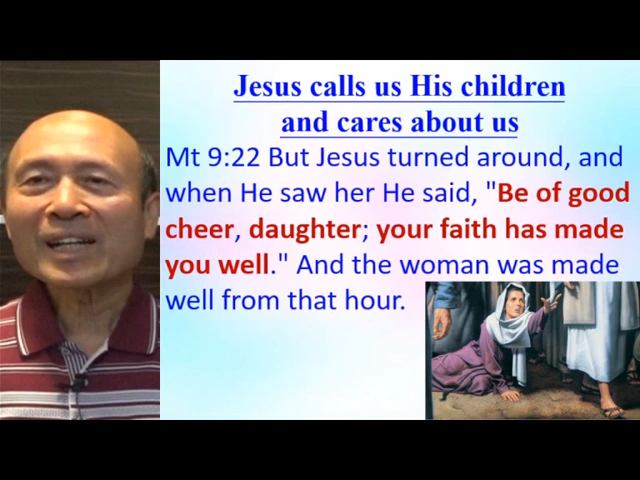 Jesus calls us His children
and cares about us
Mt 9:22 But Jesus turned around, and
when He saw her He said, "Be of good
cheer, daughter; your faith has made
you well." And the woman was made
well from that hour.